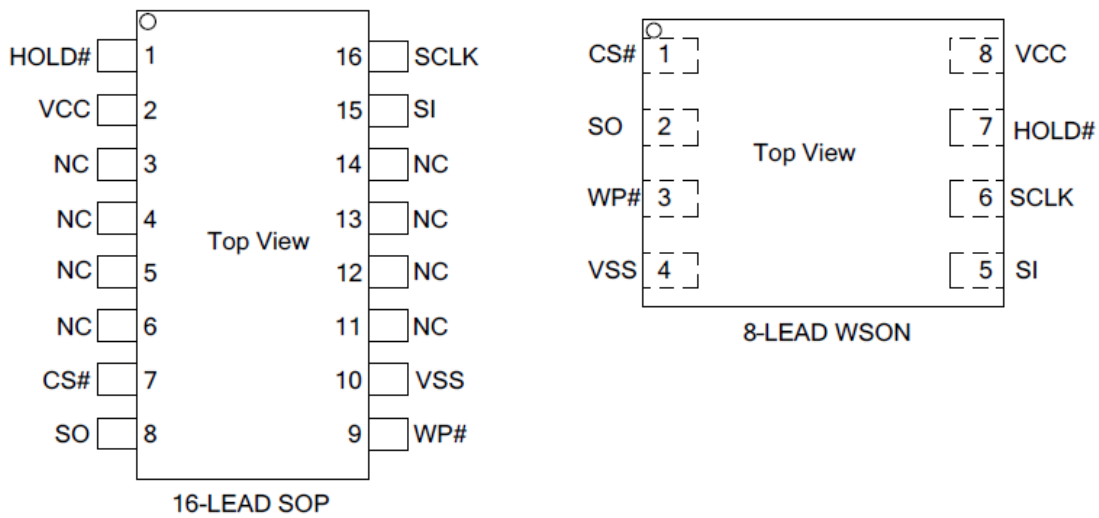 HOLD# 1 16 SCLK
VCC 2 15 SI
NC 3 14 NC
NC 4 13 NC
Top View
NC 5 12 NC
NC 6 11 NC
CS# 7 10 VSS
SO 8 9 WP#
16-LEAD SOP
CS# 1 8 VCC
SO 2 7 HOLD#
Top View
WP# 3 6 SCLK
VSS 4 5 SI
8-LEAD WSON